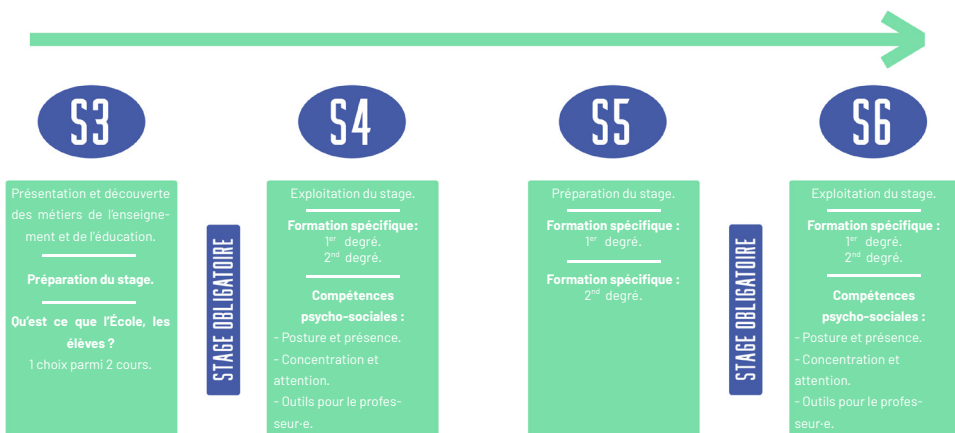 S3
Présentation et découverte
des métiers de l'enseigne-
ment et de l'éducation.
Préparation du stage.
Qu'est ce que l'École, les
élèves ?
1 choix parmi 2 cours.
STAGE OBLIGATOIRE
S4
Exploitation du stage.
Formation spécifique:
1er degré.
2nd degré.
Compétences
psycho-sociales :
- Posture et présence.
- Concentration et
attention.
- Outils pour le profes-
seur·e.
S5
Préparation du stage.
Formation spécifique :
1er degré.
Formation spécifique :
2nd degré.
STAGE OBLIGATOIRE
S6
Exploitation du stage.
Formation spécifique :
1er degré.
2nd degré.
Compétences
psycho-sociales :
- Posture et présence.
- Concentration et
attention.
- Outils pour le profes-
seur·e.